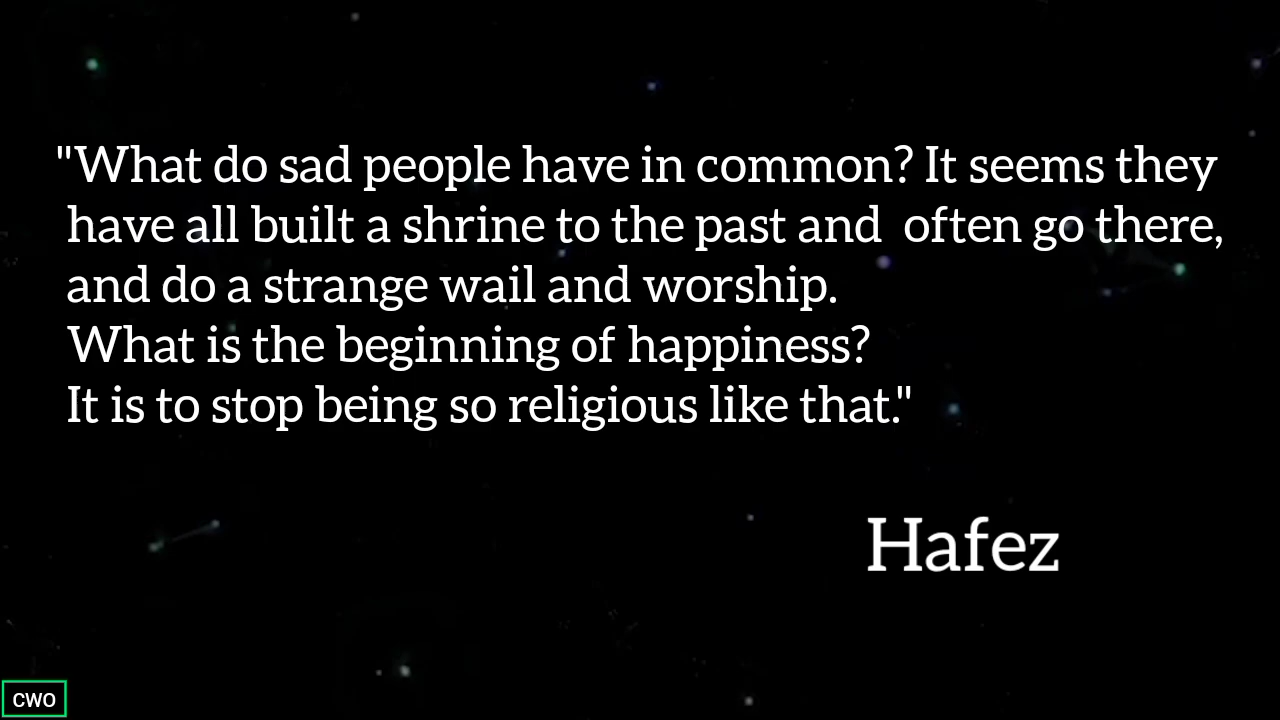 "What do sad people have in common? It seems they
have all built a shrine to the past and  often go there,
and do a strange wail and worship.
What is the beginning of happiness?
It is to stop being so religious like that."
Hafez
CWO